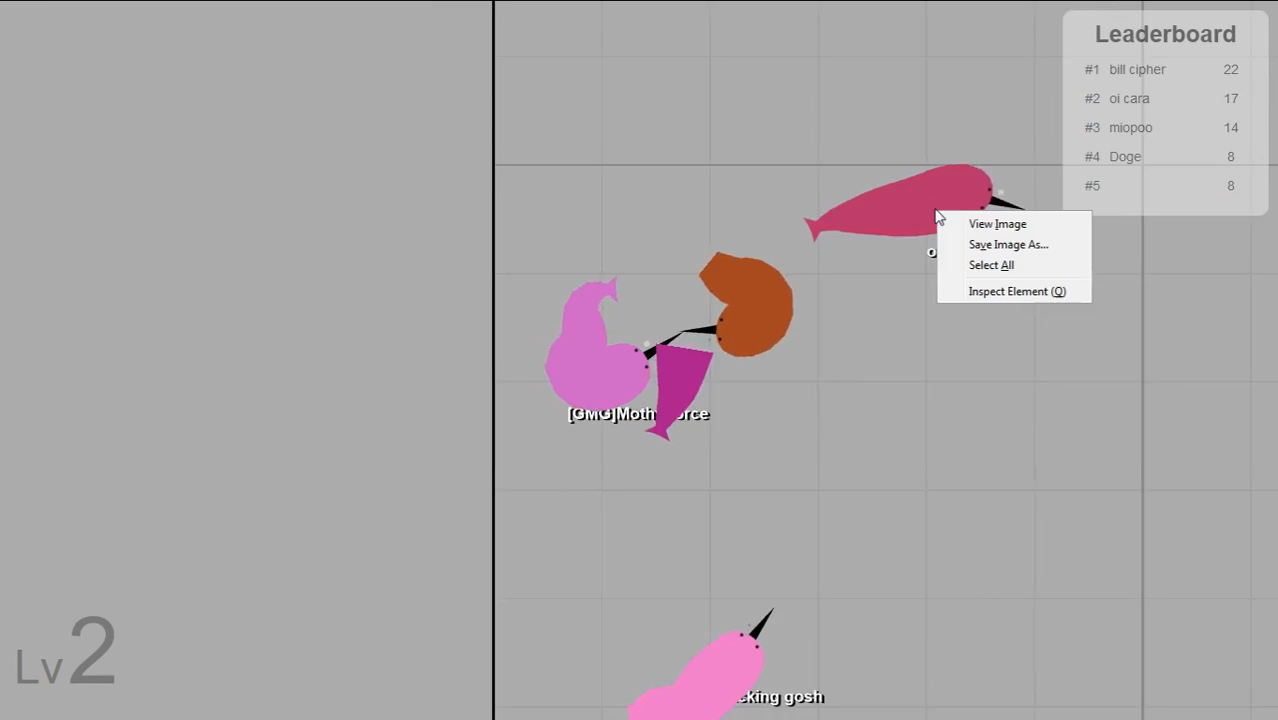 Leaderboard
#1 bill cipher 22
#2 oi cara 17
#3 miopoo 14
#4 Doge 8
#5 8
View Image
Save Image As...
Select All
Inspect Element (Q)
gosh
Lv2